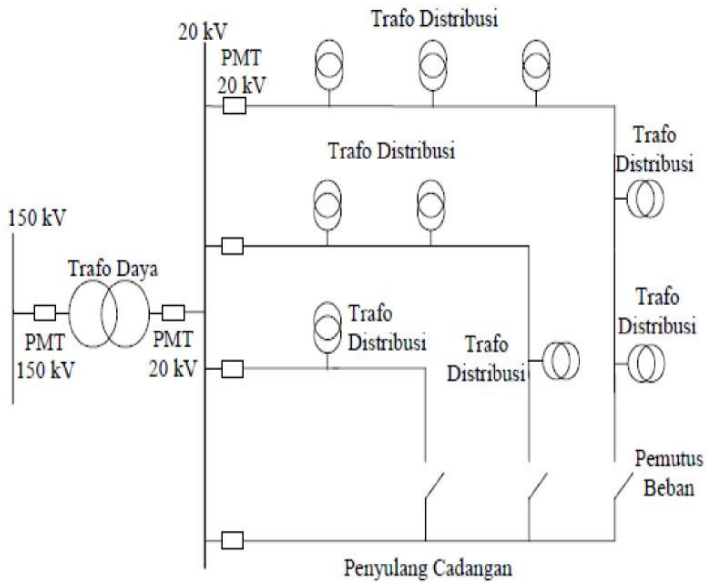 Trafo Distribusi
20 kV
PMT
20 kV
Trafo
Distribusi
Trafo Distribusi
150 kV
Trafo Daya
PMT
150 kV
PMT
20 kV
Trafo
Distribusi
Trafo
Distribusi
Trafo
Distribusi
Pemutus
Beban
Penyulang Cadangan